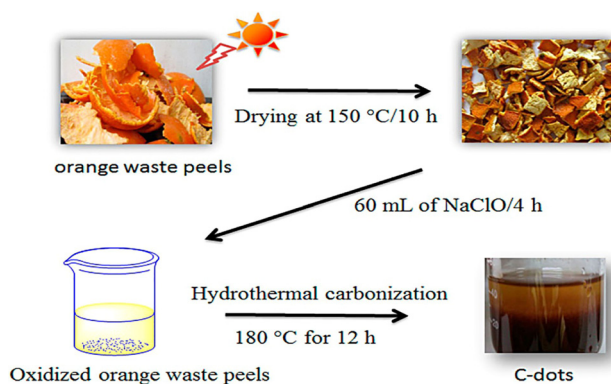 Drying at 150 °C/10 h
orange waste peels
60 mL of NaClO/4 h
Hydrothermal carbonization
180 °C for 12 h
Oxidized orange waste peels
C-dots